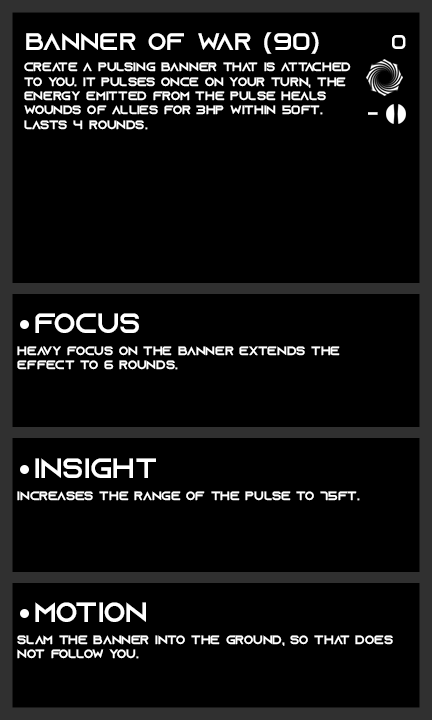 BANNER OF WAR (90)
0
CREATE A PULSING BANNER THAT IS ATTACHED
TO YOU. IT PULSES ONCE ON YOUR TURN, THE
ENERGY EMITTED FROM THE PULSE HEALS
WOUNDS OF ALLIES FOR 3HP WITHIN 50FT.
LASTS 4 ROUNDS.
-
•FOCUS
HEAVY FOCUS ON THE BANNER EXTENDS THE
EFFECT TO 6 ROUNDS.
•INSIGHT
INCREASES THE RANGE OF THE PULSE TO 75FT.
•MOTION
SLAM THE BANNER INTO THE GROUND, SO THAT DOES
NOT FOLLOW YOU.